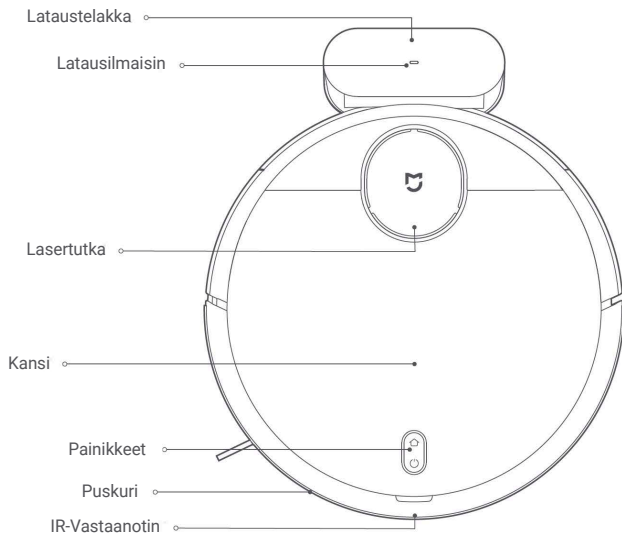 Lataustelakka
Latausilmaisin
Lasertutka
Kansi
Painikkeet
Puskuri
IR-Vastaanotin